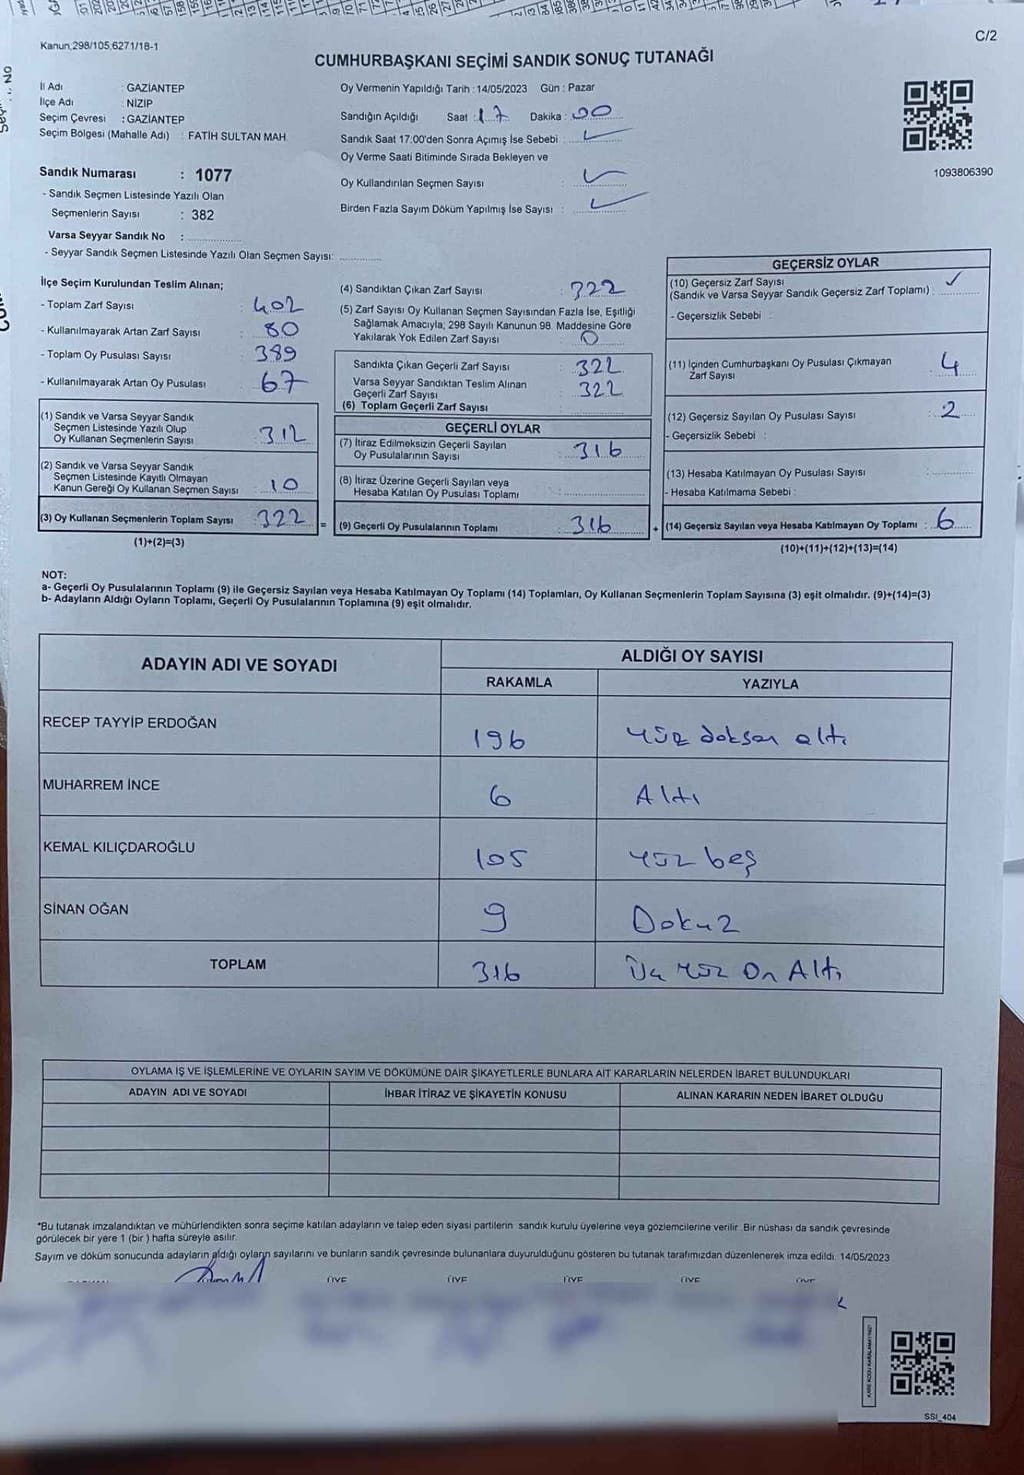 C/2
Kanun,298/105,6271/18-1
CUMHURBAŞKANI SEÇİMİ SANDIK SONUÇ TUTANAĞI
İl Adı : GAZİANTEP
İlçe Adı : NİZİP
Seçim Çevresi : GAZİANTEP
Seçim Bölgesi (Mahalle Adı) : FATİH SULTAN MAH.
Sandık Numarası : 1077
- Sandık Seçmen Listesinde Yazılı Olan
Seçmenlerin Sayısı : 382
Varsa Seyyar Sandık No :
- Seyyar Sandık Seçmen Listesinde Yazılı Olan Seçmen Sayısı:
Oy Vermenin Yapıldığı Tarih : 14/05/2023 Gün : Pazar
Sandığın Açıldığı Saat : 17 Dakika : 00
Sandık Saat 17:00'den Sonra Açımış İse Sebebi :
Oy Verme Saati Bitiminde Sırada Bekleyen ve
Oy Kullandırılan Seçmen Sayısı :
Birden Fazla Sayım Döküm Yapılmış İse Sayısı :
1093806390
İlçe Seçim Kurulundan Teslim Alınan;
- Toplam Zarf Sayısı : 402
- Kullanılmayarak Artan Zarf Sayısı : 80
- Toplam Oy Pusulası Sayısı : 389
- Kullanılmayarak Artan Oy Pusulası : 67
(1) Sandık ve Varsa Seyyar Sandık
Seçmen Listesinde Yazılı Olup
Oy Kullanan Seçmenlerin Sayısı : 312
(2) Sandık ve Varsa Seyyar Sandık
Seçmen Listesinde Kayıtlı Olmayan
Kanun Gereği Oy Kullanan Seçmen Sayısı : 10
(3) Oy Kullanan Seçmenlerin Toplam Sayısı : 322 =
(1)+(2)=(3)
(4) Sandıktan Çıkan Zarf Sayısı : 322
(5) Zarf Sayısı Oy Kullanan Seçmen Sayısından Fazla İse, Eşitliği
Sağlamak Amacıyla; 298 Sayılı Kanunun 98. Maddesine Göre
Yakılarak Yok Edilen Zarf Sayısı : 0
Sandıkta Çıkan Geçerli Zarf Sayısı : 322
Varsa Seyyar Sandıktan Teslim Alınan
Geçerli Zarf Sayısı : 322
(6) Toplam Geçerli Zarf Sayısı
GEÇERLİ OYLAR
(7) İtiraz Edilmeksizin Geçerli Sayılan
Oy Pusulalarının Sayısı : 316
(8) İtiraz Üzerine Geçerli Sayılan veya
Hesaba Katılan Oy Pusulası Toplamı :
(9) Geçerli Oy Pusulalarının Toplamı : 316 +
GEÇERSİZ OYLAR
(10) Geçersiz Zarf Sayısı
(Sandık ve Varsa Seyyar Sandık Geçersiz Zarf Toplamı) :
- Geçersizlik Sebebi :
(11) İçinden Cumhurbaşkanı Oy Pusulası Çıkmayan
Zarf Sayısı : 4
(12) Geçersiz Sayılan Oy Pusulası Sayısı : 2
- Geçersizlik Sebebi :
(13) Hesaba Katılmayan Oy Pusulası Sayısı :
- Hesaba Katılmama Sebebi :
(14) Geçersiz Sayılan veya Hesaba Katılmayan Oy Toplamı : 6
(10)+(11)+(12)+(13)=(14)
NOT:
a- Geçerli Oy Pusulalarının Toplamı (9) ile Geçersiz Sayılan veya Hesaba Katılmayan Oy Toplamı (14) Toplamları, Oy Kullanan Seçmenlerin Toplam Sayısına (3) eşit olmalıdır. (9)+(14)=(3)
b- Adayların Aldığı Oyların Toplamı, Geçerli Oy Pusulalarının Toplamına (9) eşit olmalıdır.
ADAYIN ADI VE SOYADI ALDIĞI OY SAYISI
RAKAMLA YAZIYLA
RECEP TAYYİP ERDOĞAN 196 Yüz doksan altı
MUHARREM İNCE 6 Altı
KEMAL KILIÇDAROĞLU 105 Yüz beş
SİNAN OĞAN 9 Dokuz
TOPLAM 316 Üç Yüz On Altı
OYLAMA İŞ VE İŞLEMLERİNE VE OYLARIN SAYIM VE DÖKÜMÜNE DAİR ŞİKAYETLERLE BUNLARA AİT KARARLARIN NELERDEN İBARET BULUNDUKLARI
ADAYIN ADI VE SOYADI İHBAR İTİRAZ VE ŞİKAYETİN KONUSU ALINAN KARARIN NEDEN İBARET OLDUĞU
*Bu tutanak imzalandıktan ve mühürlendikten sonra seçime katılan adayların ve talep eden siyasi partilerin sandık kurulu üyelerine veya gözlemcilerine verilir. Bir nüshası da sandık çevresinde
görülecek bir yere 1 (bir ) hafta süreyle asılır.
Sayım ve döküm sonucunda adayların aldığı oyların sayılarını ve bunların sandık çevresinde bulunanlara duyurulduğunu gösteren bu tutanak tarafımızdan düzenlenerek imza edildi. 14/05/2023
ÜYE ÜYE ÜYE ÜYE ÜYE
SSI_404